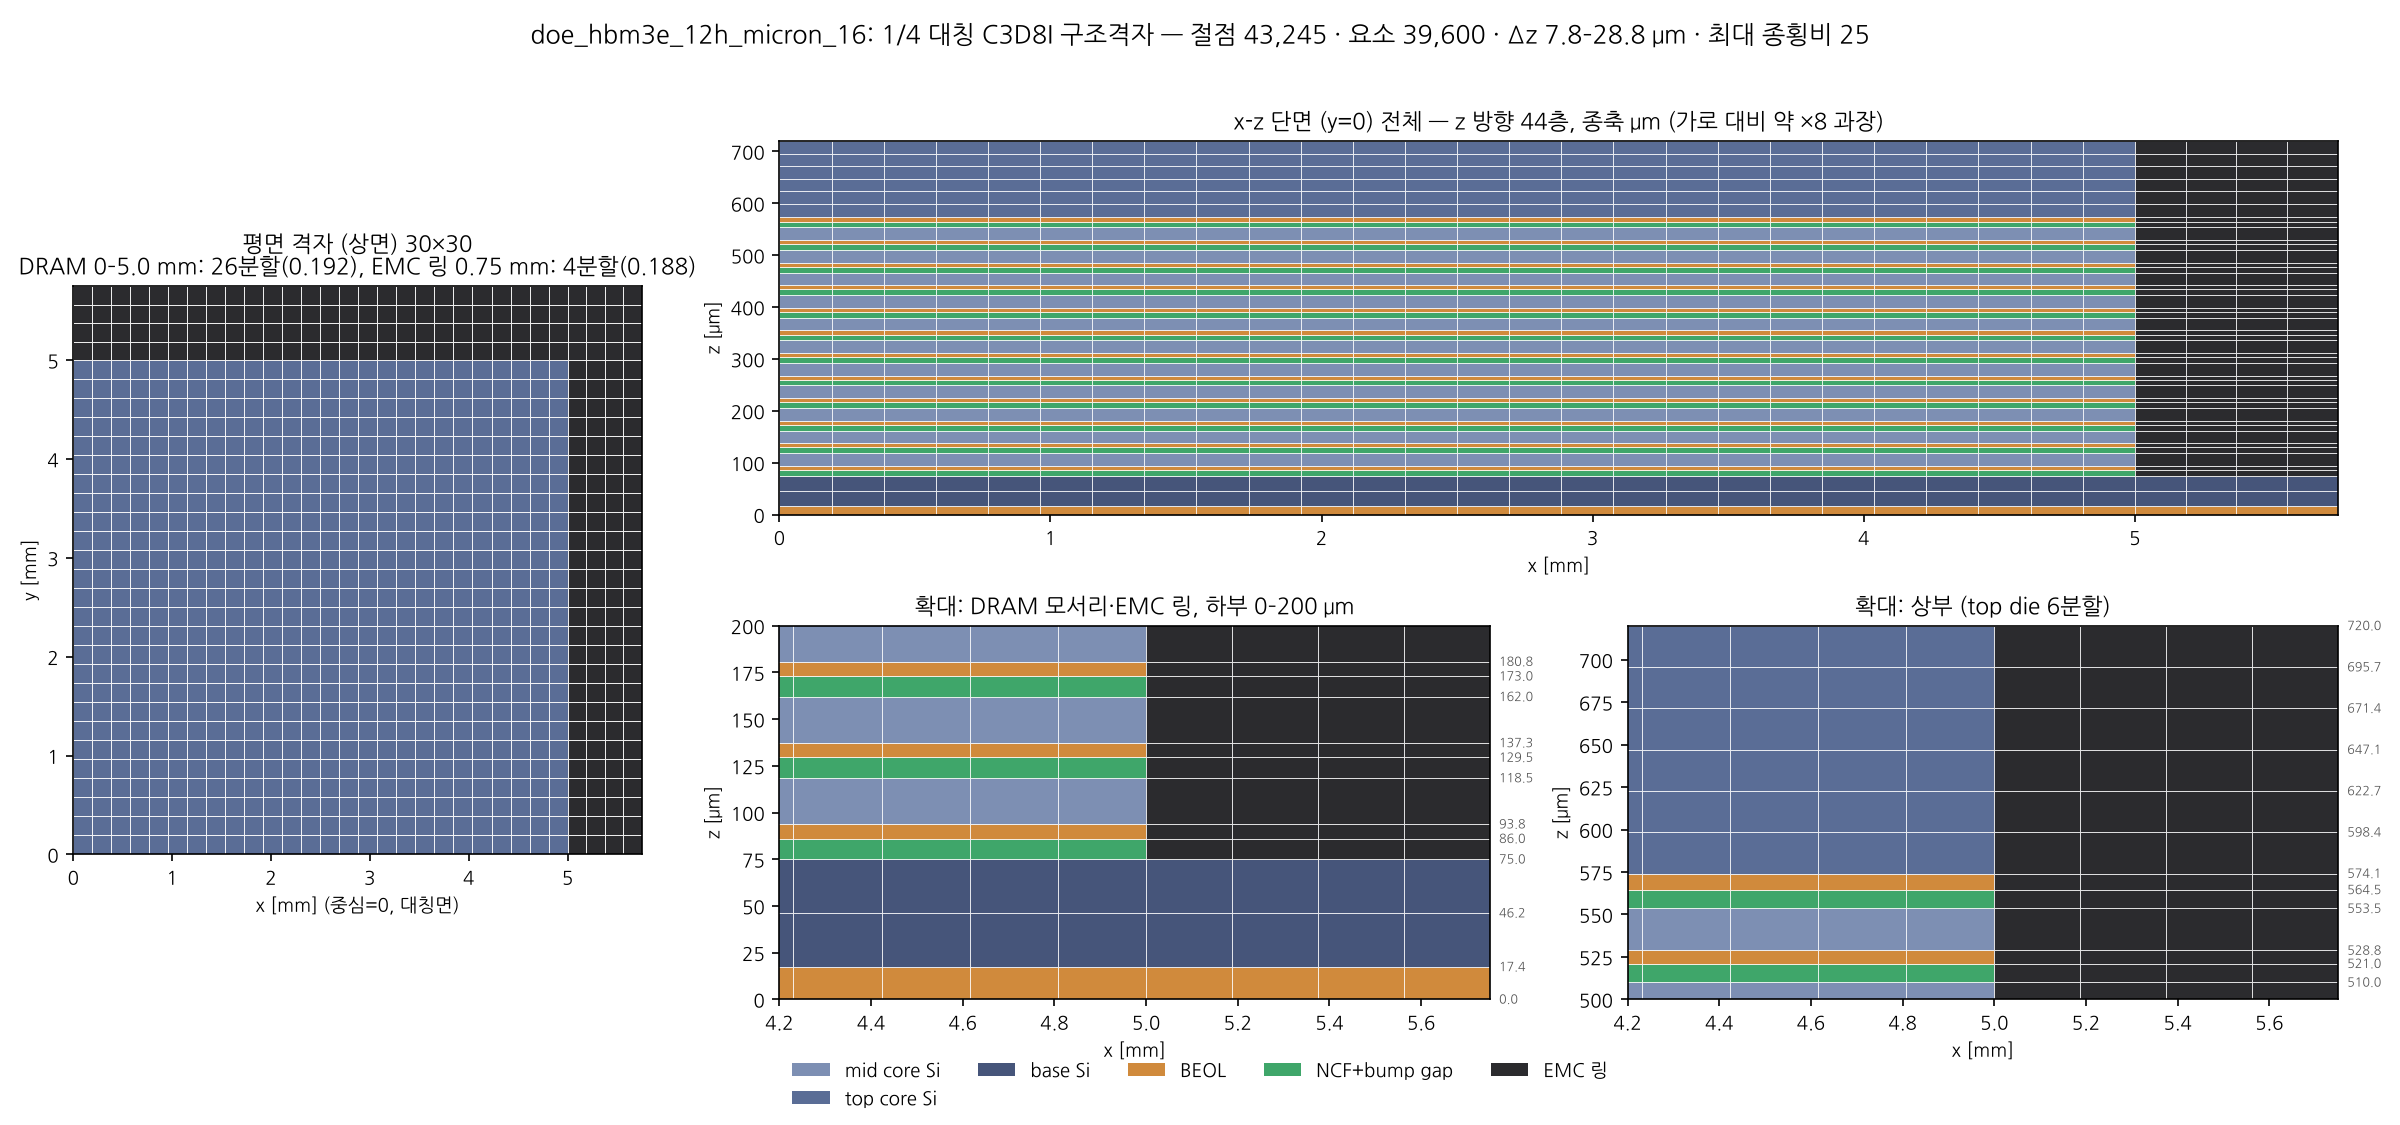 doe_hbm3e_12h_micron_16: 1/4 대칭 C3D8I 구조격자 — 절점 43,245 · 요소 39,600 · Δz 7.8-28.8 µm · 최대 종횡비 25
평면 격자 (상면) 30×30
DRAM 0-5.0 mm: 26분할(0.192), EMC 링 0.75 mm: 4분할(0.188)
y [mm]
5
4
3
2
1
0
0 1 2 3 4 5
x [mm] (중심=0, 대칭면)
x-z 단면 (y=0) 전체 — z 방향 44층, 종축 µm (가로 대비 약 ×8 과장)
z [µm]
700
600
500
400
300
200
100
0
0 1 2 3 4 5
x [mm]
확대: DRAM 모서리·EMC 링, 하부 0-200 µm
z [µm]
200
175
150
125
100
75
50
25
0
180.8
173.0
162.0
137.3
129.5
118.5
93.8
86.0
75.0
46.2
17.4
0.0
4.2 4.4 4.6 4.8 5.0 5.2 5.4 5.6
x [mm]
확대: 상부 (top die 6분할)
z [µm]
700
675
650
625
600
575
550
525
500
720.0
695.7
671.4
647.1
622.7
598.4
574.1
564.5
553.5
528.8
521.0
510.0
4.2 4.4 4.6 4.8 5.0 5.2 5.4 5.6
x [mm]
mid core Si base Si BEOL NCF+bump gap EMC 링
top core Si